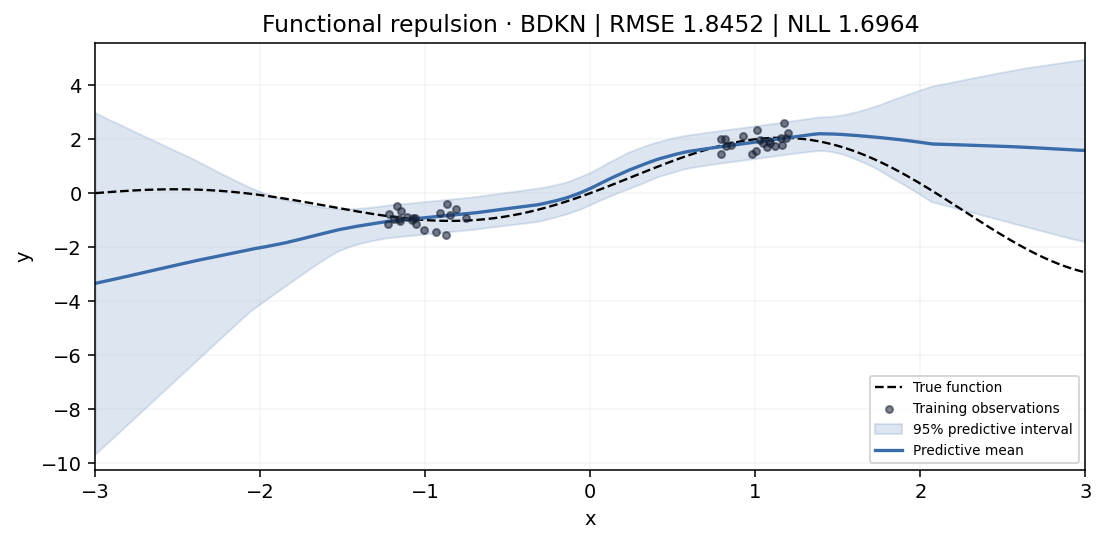 Functional repulsion · BDKN | RMSE 1.8452 | NLL 1.6964
y
4
2
0
−2
−4
−6
−8
−10
−3
−2
−1
0
1
2
3
x
True function
Training observations
95% predictive interval
Predictive mean